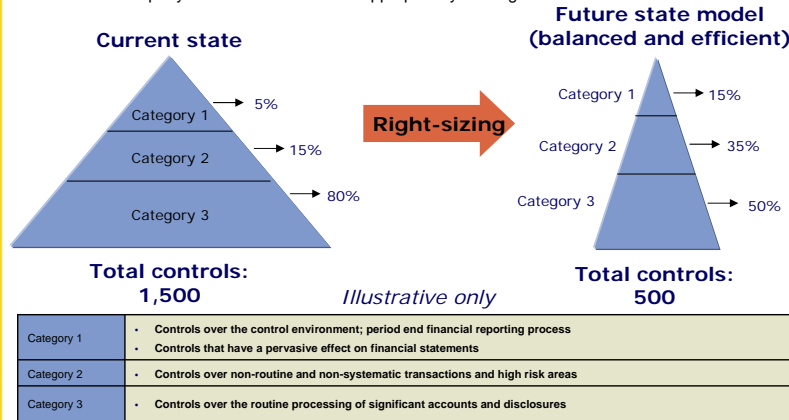 Future state model
(balanced and efficient)
Current state
Category 1
5%
Category 2
15%
Category 3
80%
Right-sizing
Category 1
15%
Category 2
35%
Category 3
50%
Total controls:
1,500
Illustrative only
Total controls:
500
Category 1
• Controls over the control environment; period end financial reporting process
• Controls that have a pervasive effect on financial statements
Category 2
• Controls over non-routine and non-systematic transactions and high risk areas
Category 3
• Controls over the routine processing of significant accounts and disclosures